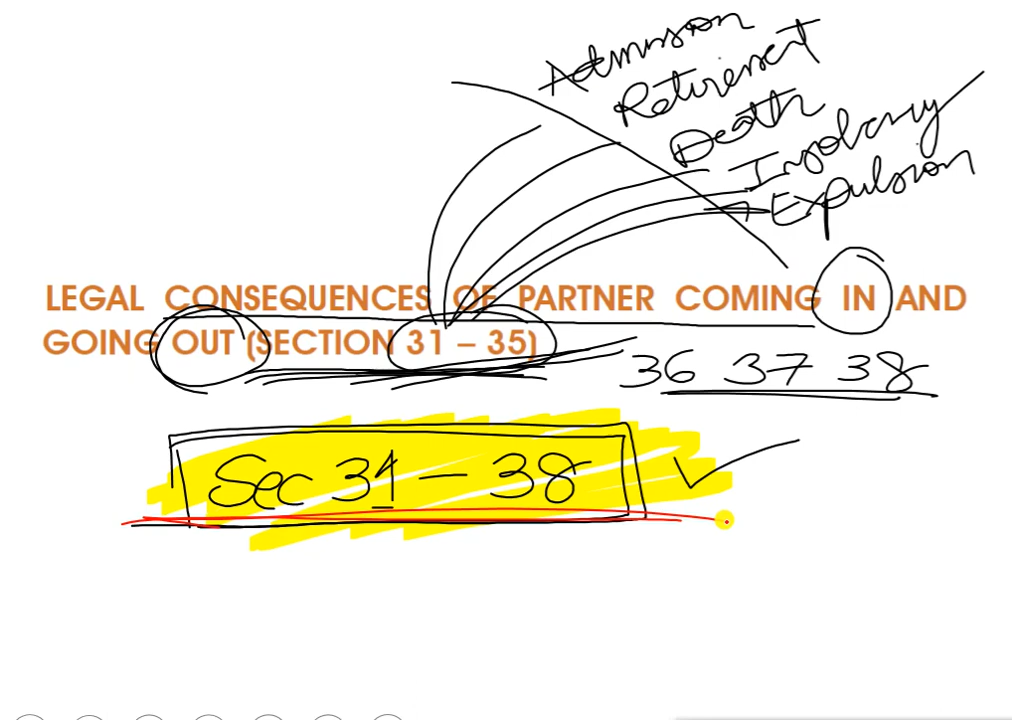 Admission
Retirement
Death
Insolvency
Expulsion
LEGAL CONSEQUENCES OF PARTNER COMING IN AND
GOING OUT (SECTION 31 – 35)
36 37 38
Sec 31 – 38